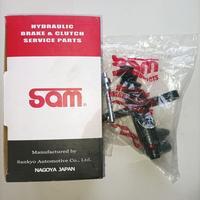 HYDRAULIC
BRAKE & CLUTCH
SERVICE PARTS
sam®
Manufactured by
Sankyo Automotive Co., Ltd.
NAGOYA JAPAN
sam